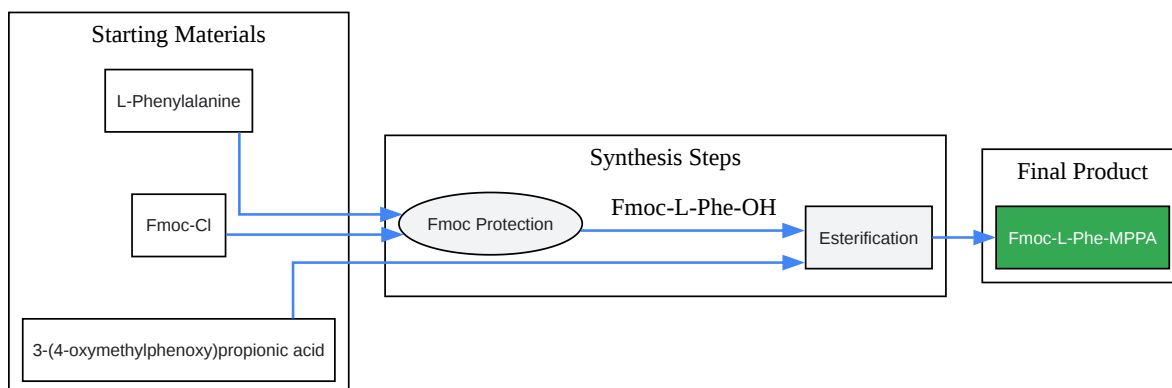 Starting Materials
L-Phenylalanine
Fmoc-Cl
3-(4-oxymethylphenoxy)propionic acid
Synthesis Steps
Fmoc Protection
Fmoc-L-Phe-OH
Esterification
Final Product
Fmoc-L-Phe-MPPA